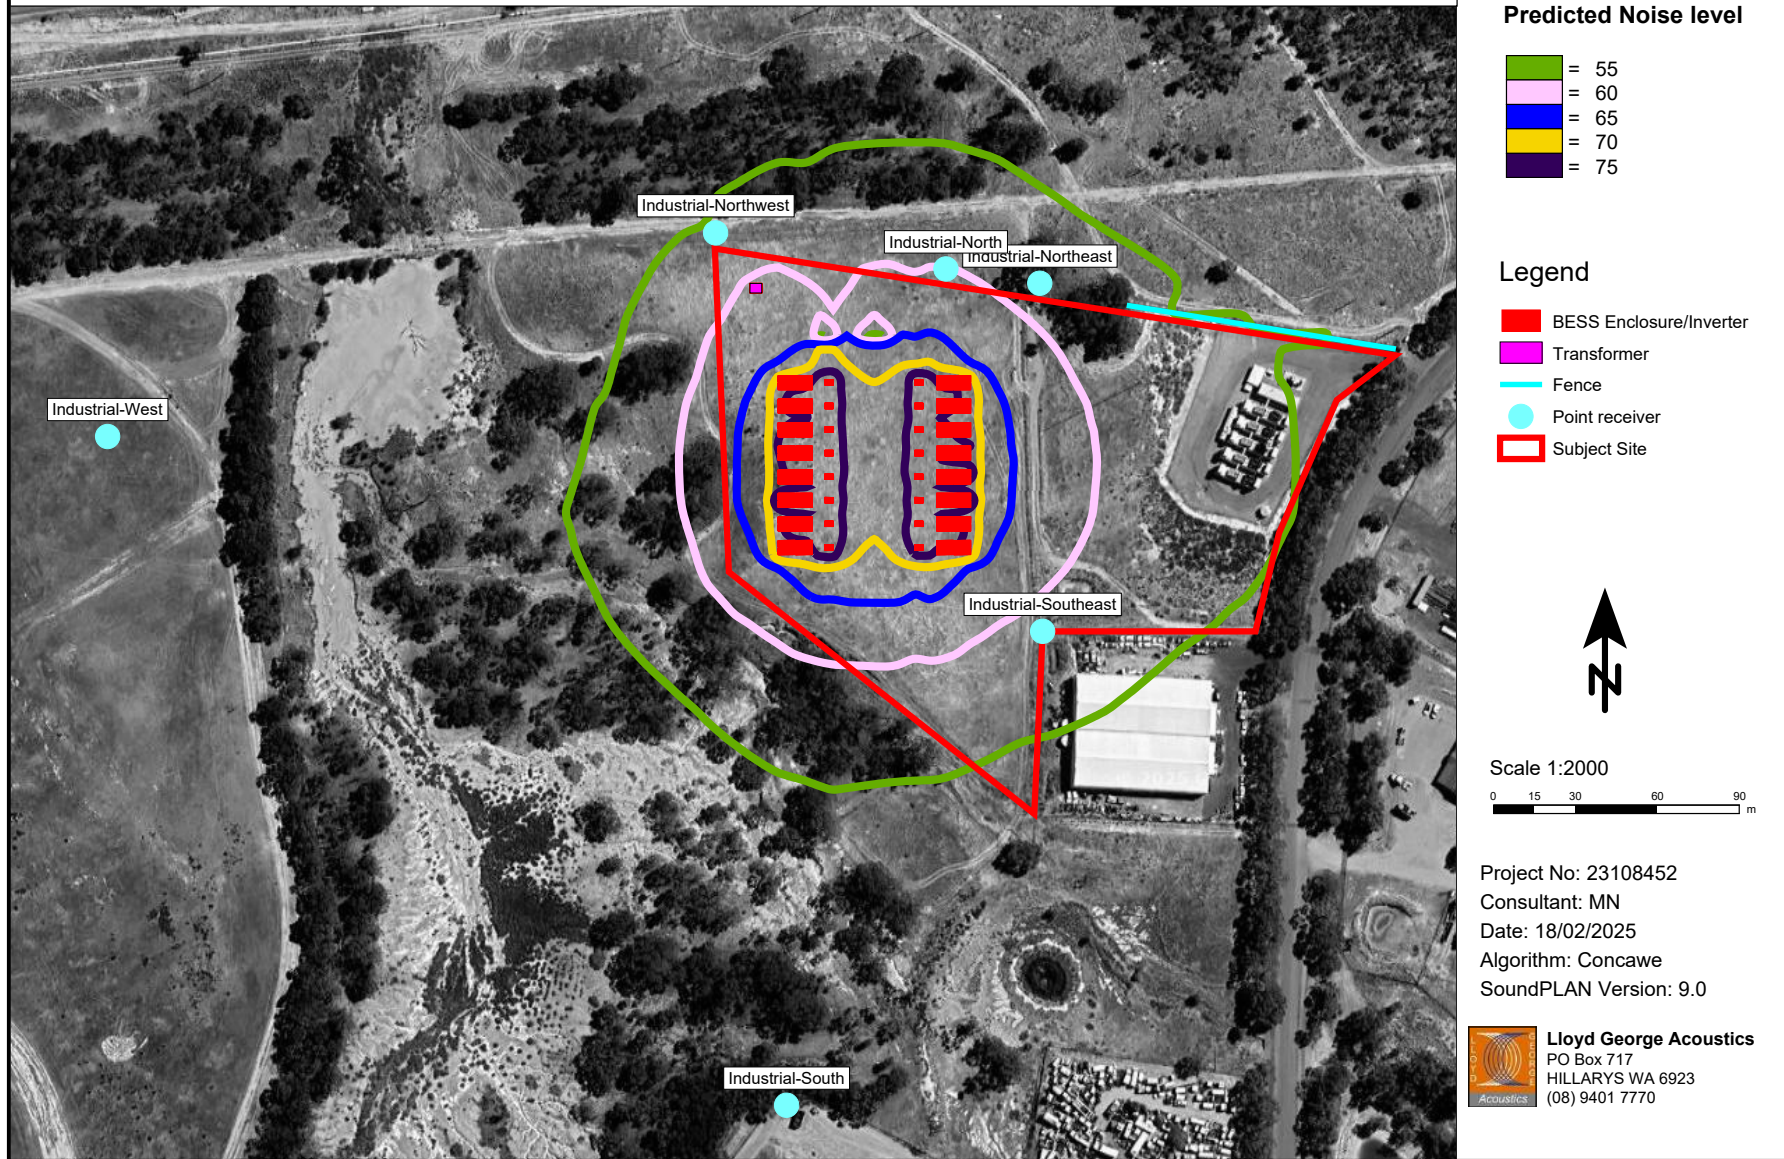 Predicted Noise level
= 55
= 60
= 65
= 70
= 75
Industrial-Northwest
Industrial-North
Industrial-Northeast
Industrial-West
Industrial-Southeast
Industrial-South
Legend
BESS Enclosure/Inverter
Transformer
Fence
Point receiver
Subject Site
N
Scale 1:2000
0 15 30 60 90
m
Project No: 23108452
Consultant: MN
Date: 18/02/2025
Algorithm: Concawe
SoundPLAN Version: 9.0
LLOYD
GEORGE
Acoustics
Lloyd George Acoustics
PO Box 717
HILLARYS WA 6923
(08) 9401 7770